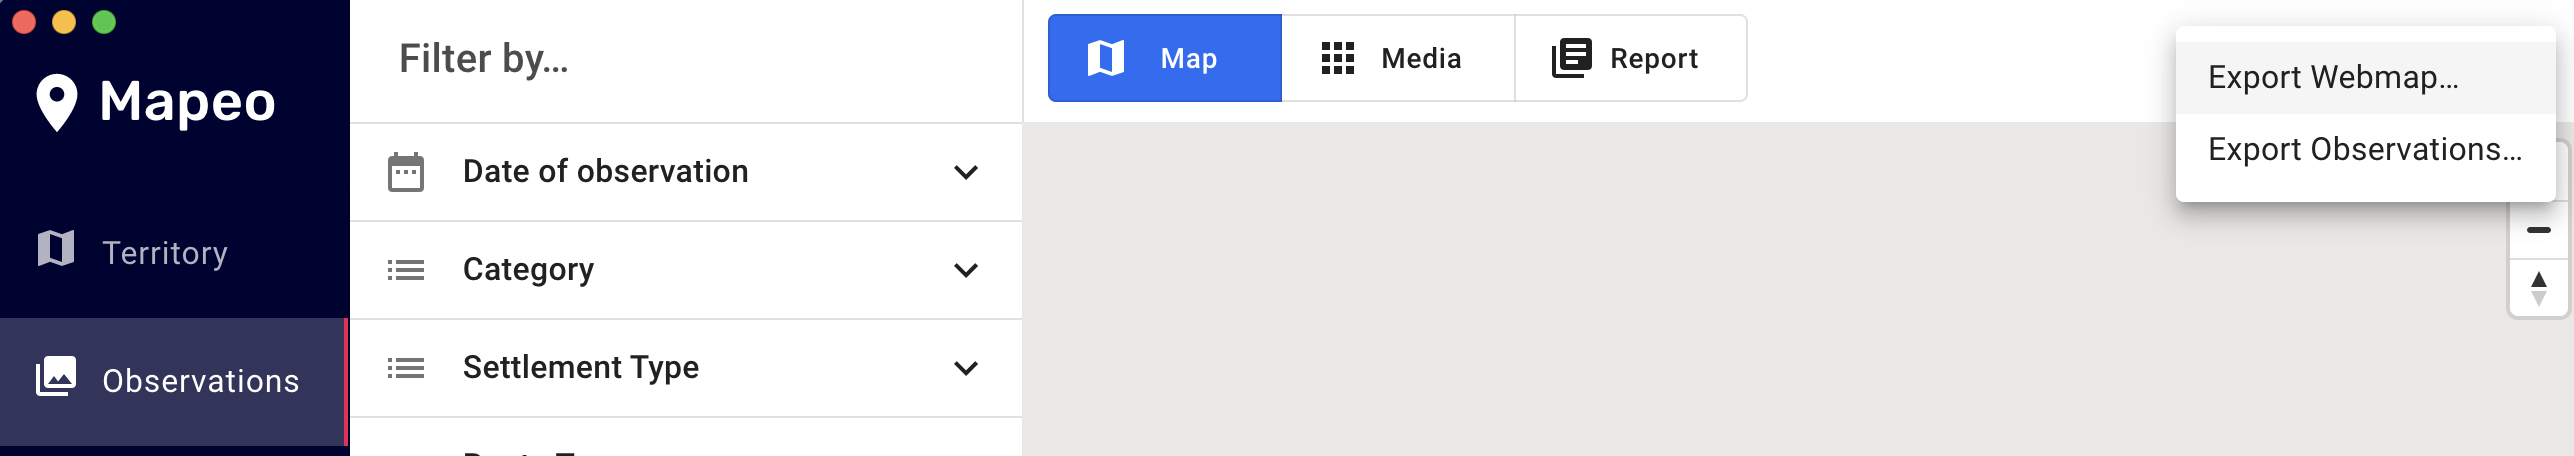 Mapeo
Territory
Observations
Filter by...
Date of observation
Category
Settlement Type
Map
Media
Report
Export Webmap...
Export Observations...